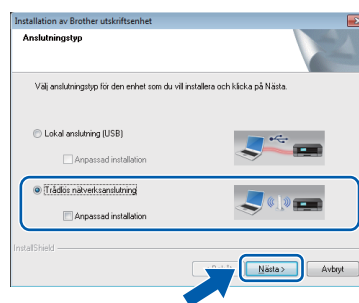 Installation av Brother utskriftsenhet
Anslutningstyp
Välj anslutningstyp för den enhet som du vill installera och klicka på Nästa.
Lokal anslutning (USB)
Anpassad installation
Trådlös nätverksanslutning
Anpassad installation
InstallShield
Nästa > Avbryt